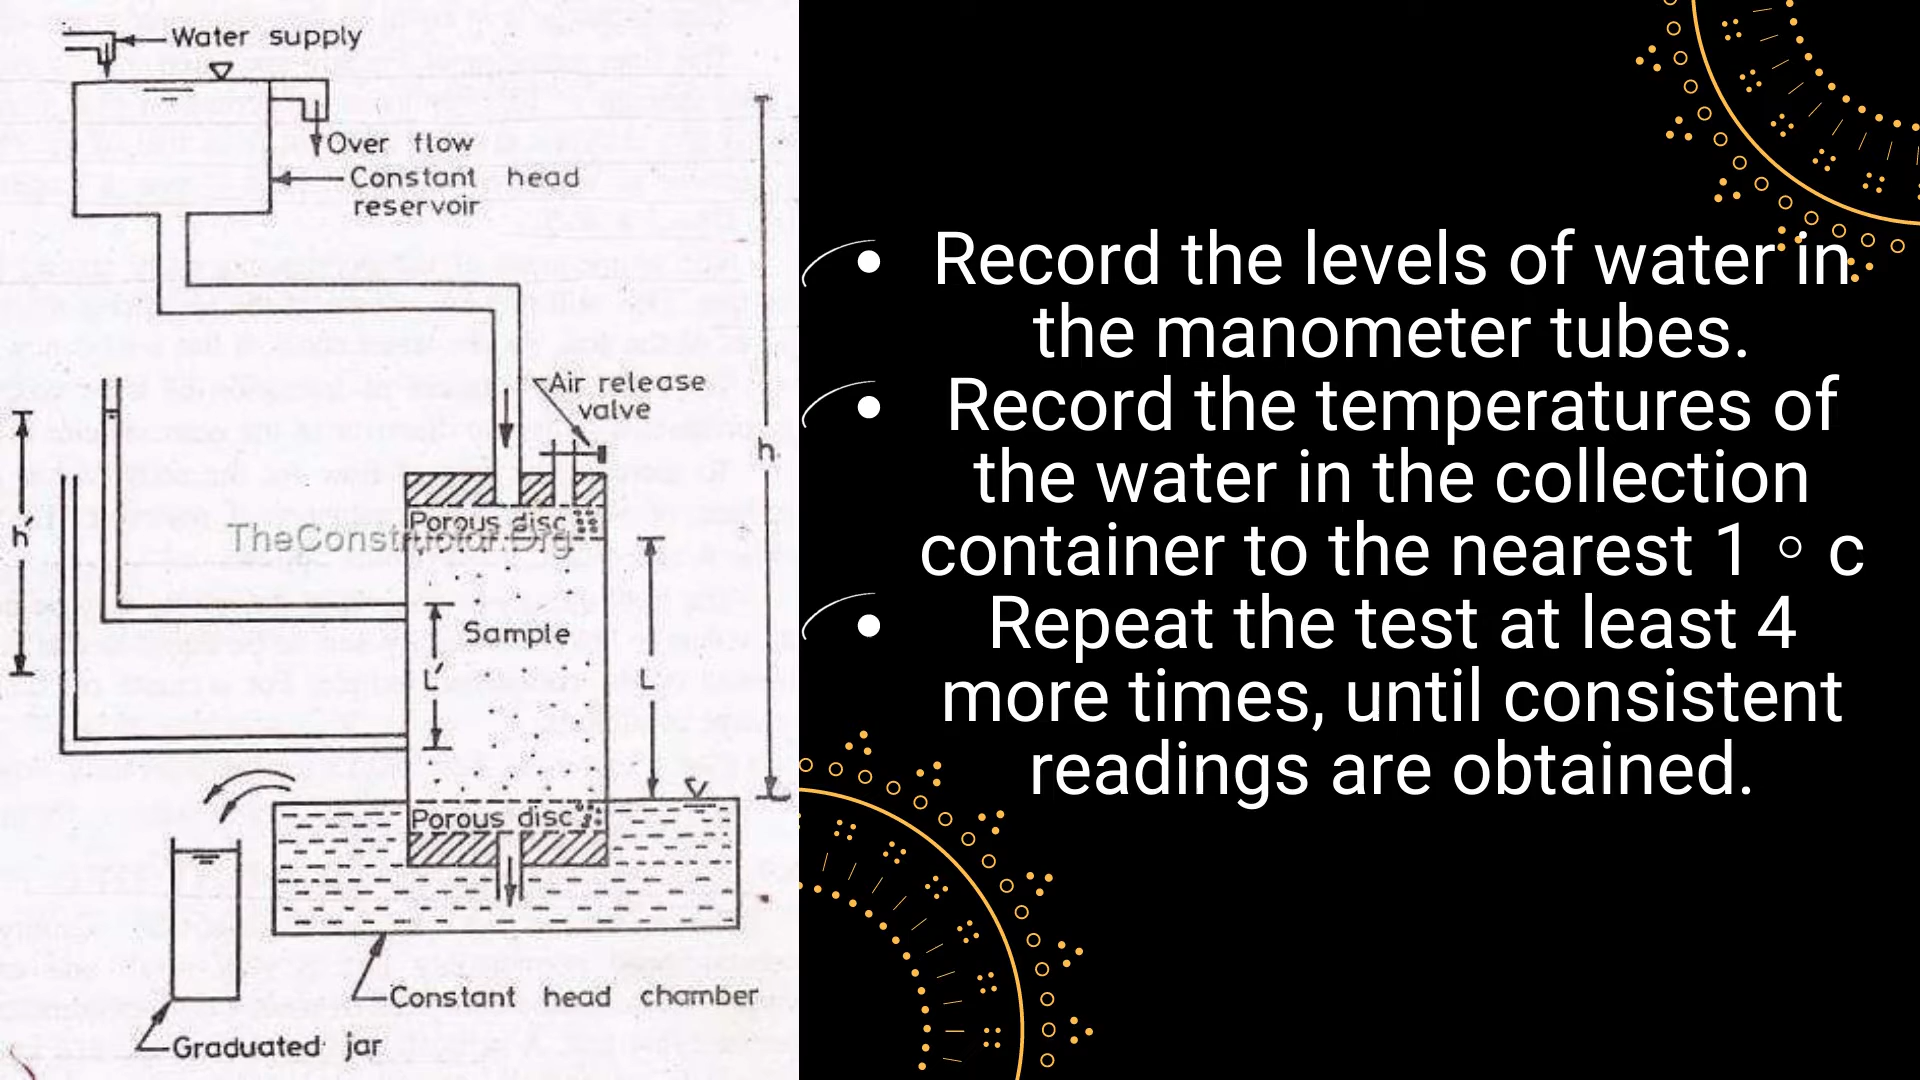 Water supply
Over flow
Constant head
reservoir
Air release
valve
h
h'
Porous disc
TheConstructor.Org
Sample
L'
L
Porous disc
Constant head chamber
Graduated jar
• Record the levels of water in
the manometer tubes.
• Record the temperatures of
the water in the collection
container to the nearest 1 ° c
• Repeat the test at least 4
more times, until consistent
readings are obtained.